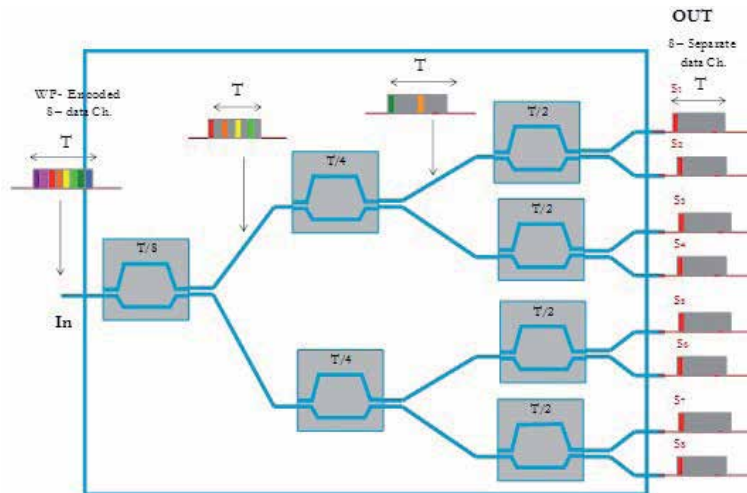 OUT
8 – Separate
data Ch.
T
WP- Encoded
8 – data Ch.
T
T
T
T/8
T/4
T/4
T/2
T/2
T/2
T/2
In
S1
S2
S3
S4
S5
S6
S7
S8